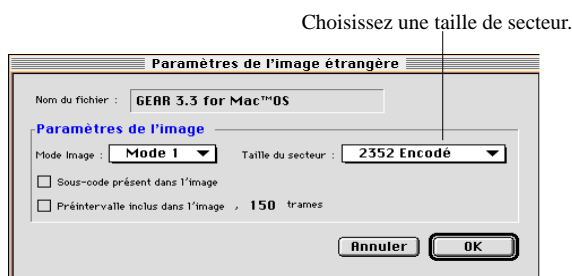 Choisissez une taille de secteur.
Paramètres de l'image étrangère
Nom du fichier : GEAR 3.3 for Mac™OS
Paramètres de l'image
Mode Image : Mode 1 Taille du secteur : 2352 Encodé
Sous-code présent dans l'image
Préintervalle inclus dans l'image , 150 trames
Annuler OK